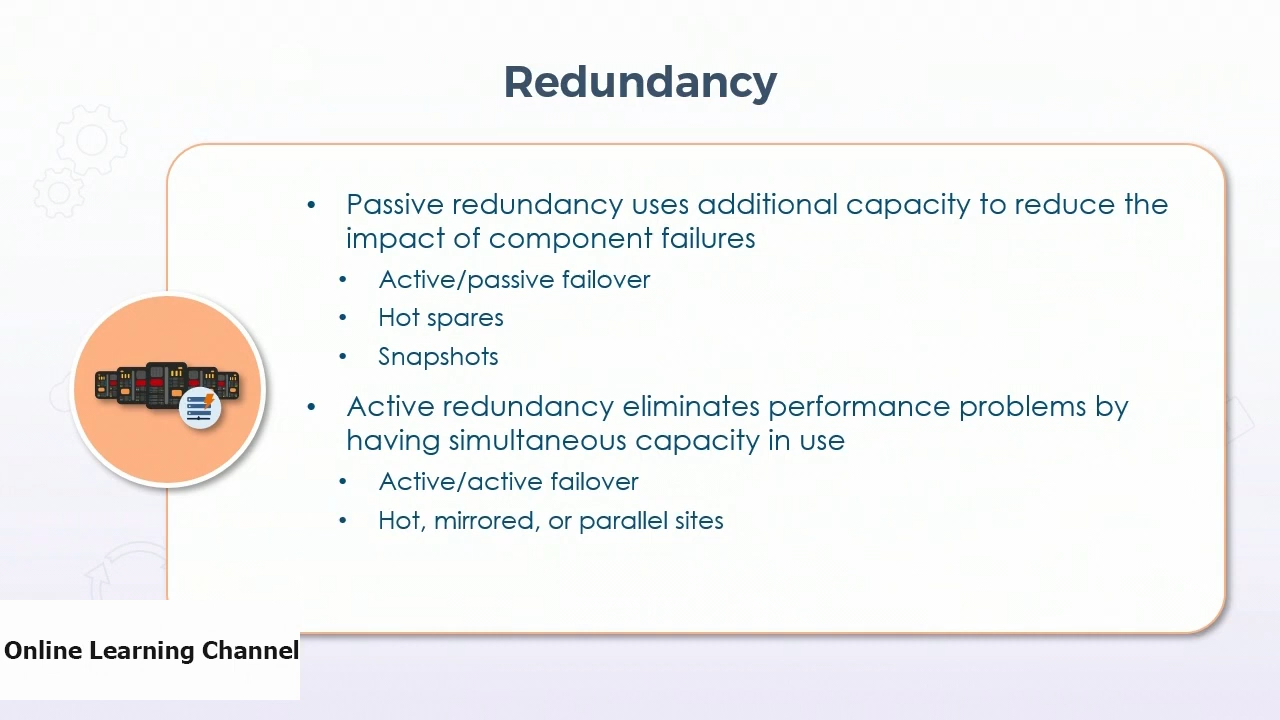 Redundancy
• Passive redundancy uses additional capacity to reduce the
impact of component failures
• Active/passive failover
• Hot spares
• Snapshots
• Active redundancy eliminates performance problems by
having simultaneous capacity in use
• Active/active failover
• Hot, mirrored, or parallel sites
Online Learning Channel